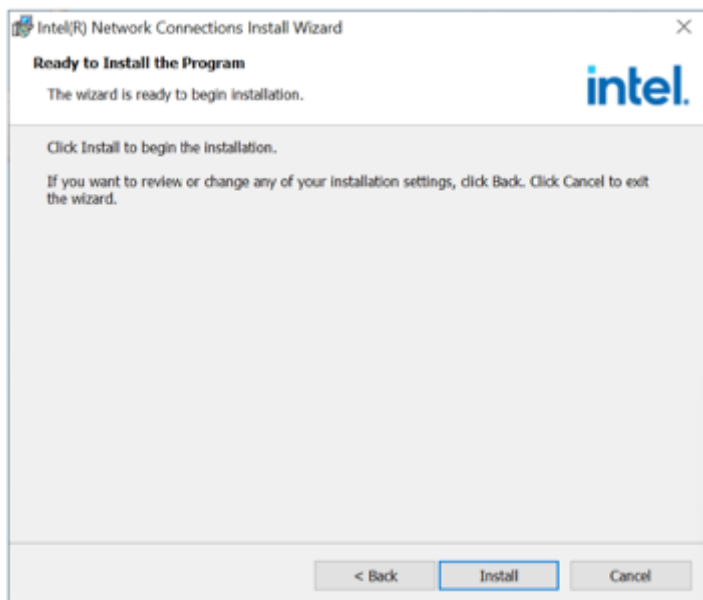 Intel(R) Network Connections Install Wizard
Ready to Install the Program
The wizard is ready to begin installation.
intel.
Click Install to begin the installation.
If you want to review or change any of your installation settings, click Back. Click Cancel to exit
the wizard.
< Back
Install
Cancel